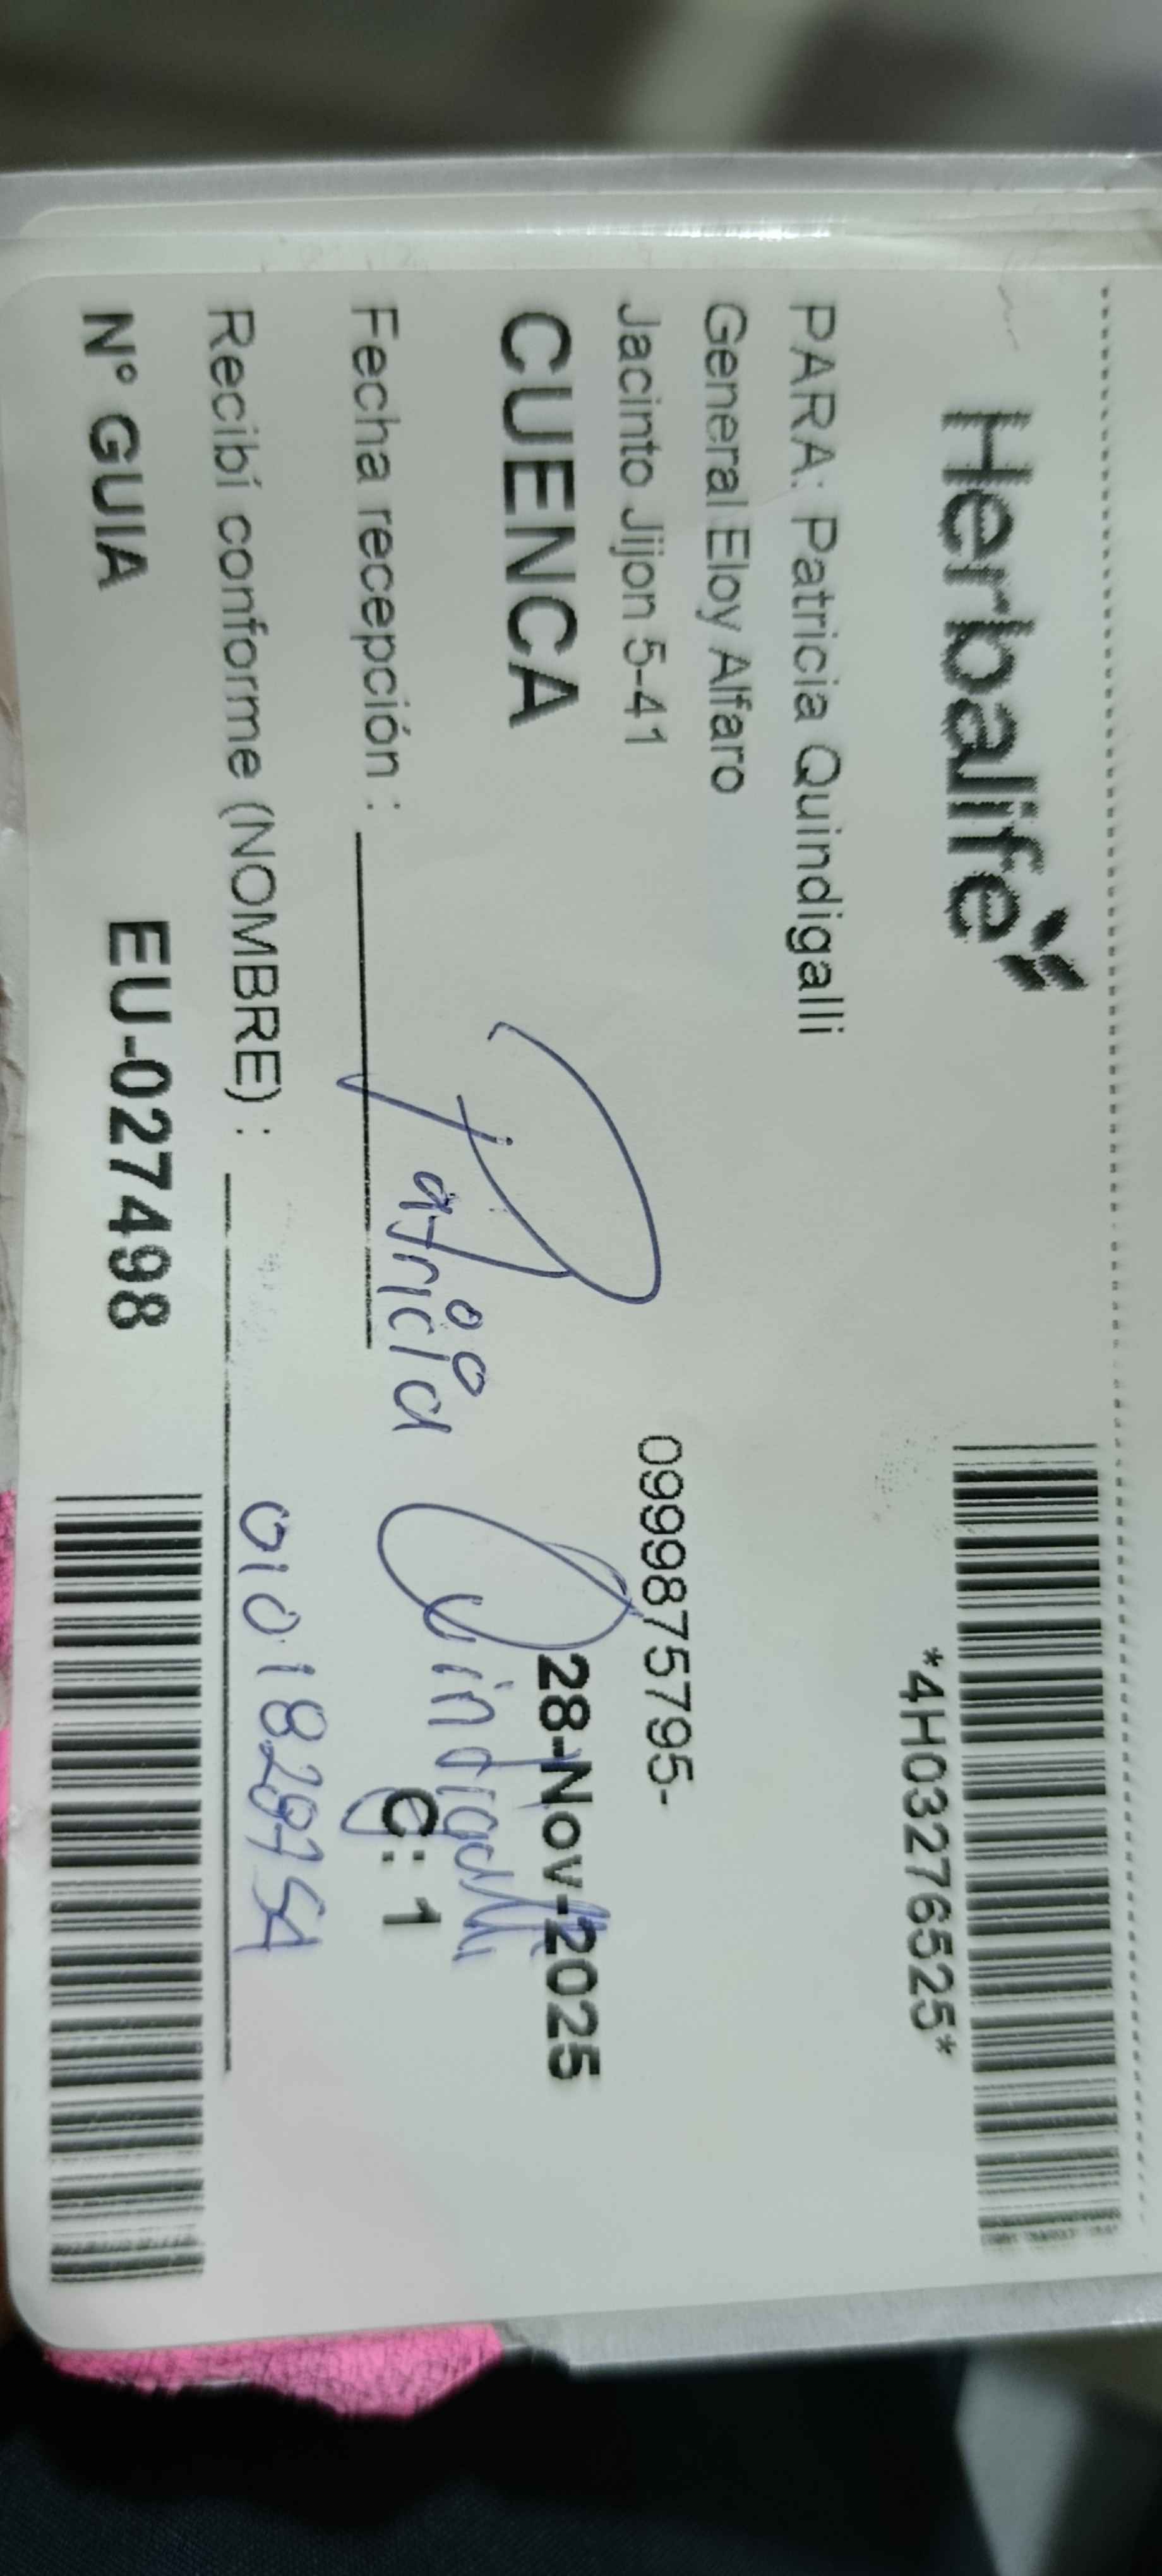 Herbalife
*4H03276525*
PARA: Patricia Quindigalli
General Eloy Alfaro
Jacinto Jijon 5-41
0999875795-
CUENCA
28-Nov-2025
Patricia Quindigalli
Fecha recepción :
C: 1
Recibí conforme (NOMBRE) :
N° GUIA
EU-027498